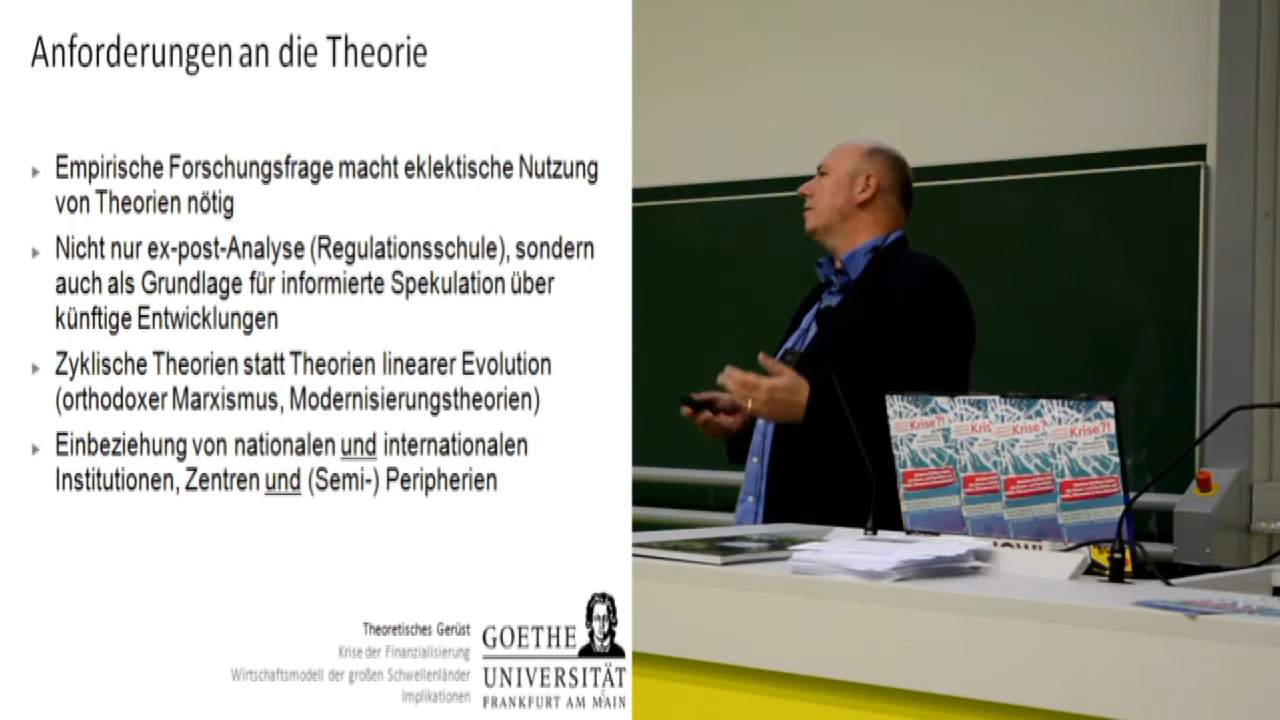 Anforderungen an die Theorie
Empirische Forschungsfrage macht eklektische Nutzung
von Theorien nötig
Nicht nur ex-post-Analyse (Regulationsschule), sondern
auch als Grundlage für informierte Spekulation über
künftige Entwicklungen
Zyklische Theorien statt Theorien linearer Evolution
(orthodoxer Marxismus, Modernisierungstheorien)
Einbeziehung von nationalen und internationalen
Institutionen, Zentren und (Semi-) Peripherien
Theoretisches Gerüst
Krise der Finanzialisierung
Wirtschaftsmodell der großen Schwellenländer
Implikationen
GOETHE
UNIVERSITÄT
FRANKFURT AM MAIN
Krise?!
Kris
Krise?
Krise?!